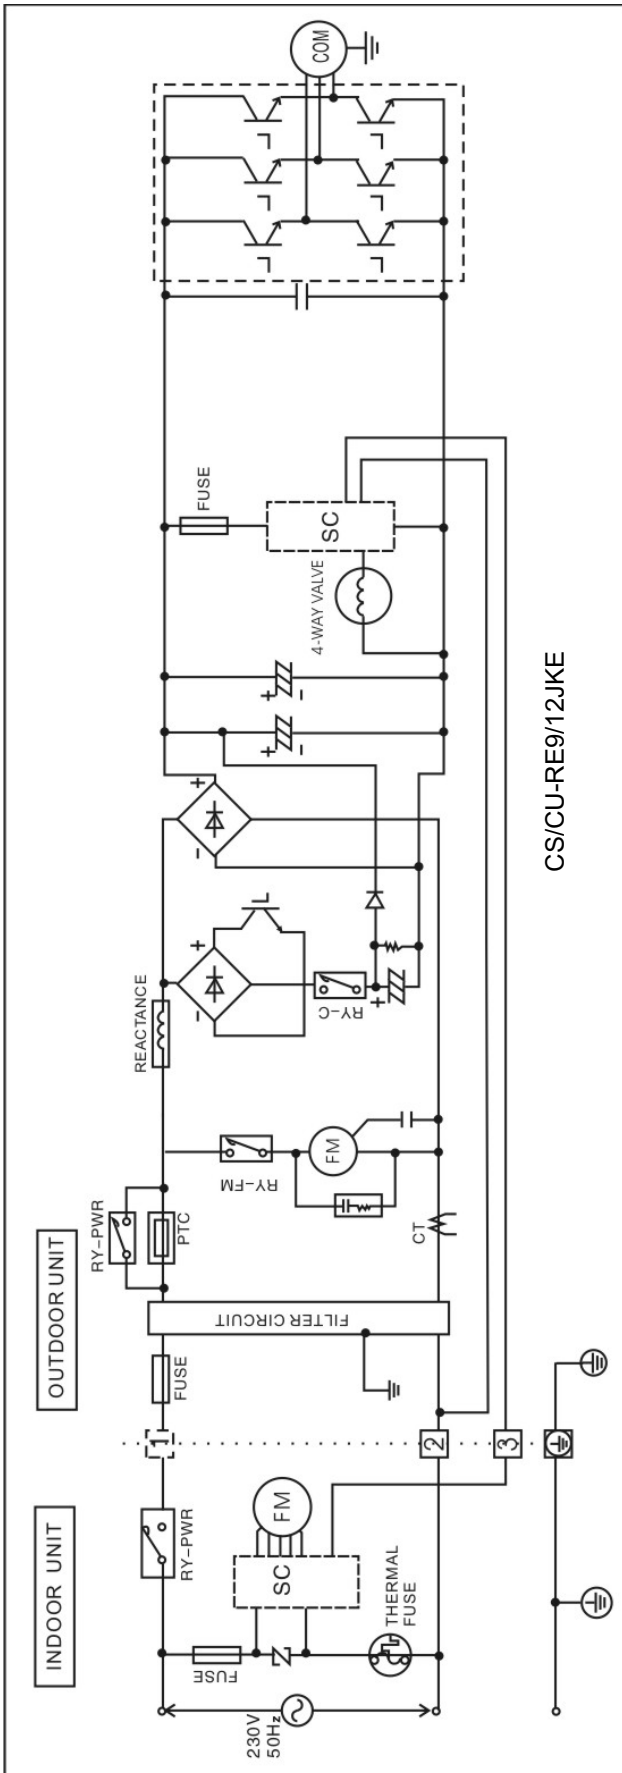 INDOOR UNIT
OUTDOOR UNIT
230V
50Hz
FUSE
THERMAL
FUSE
SC
FM
RY-PWR
1
2
3
FUSE
FILTER CIRCUIT
RY-PWR
PTC
CT
RY-FM
FM
REACTANCE
- +
RY-C
+
- +
+ -
+ -
4-WAY VALVE
SC
FUSE
COM
CS/CU-RE9/12JKE